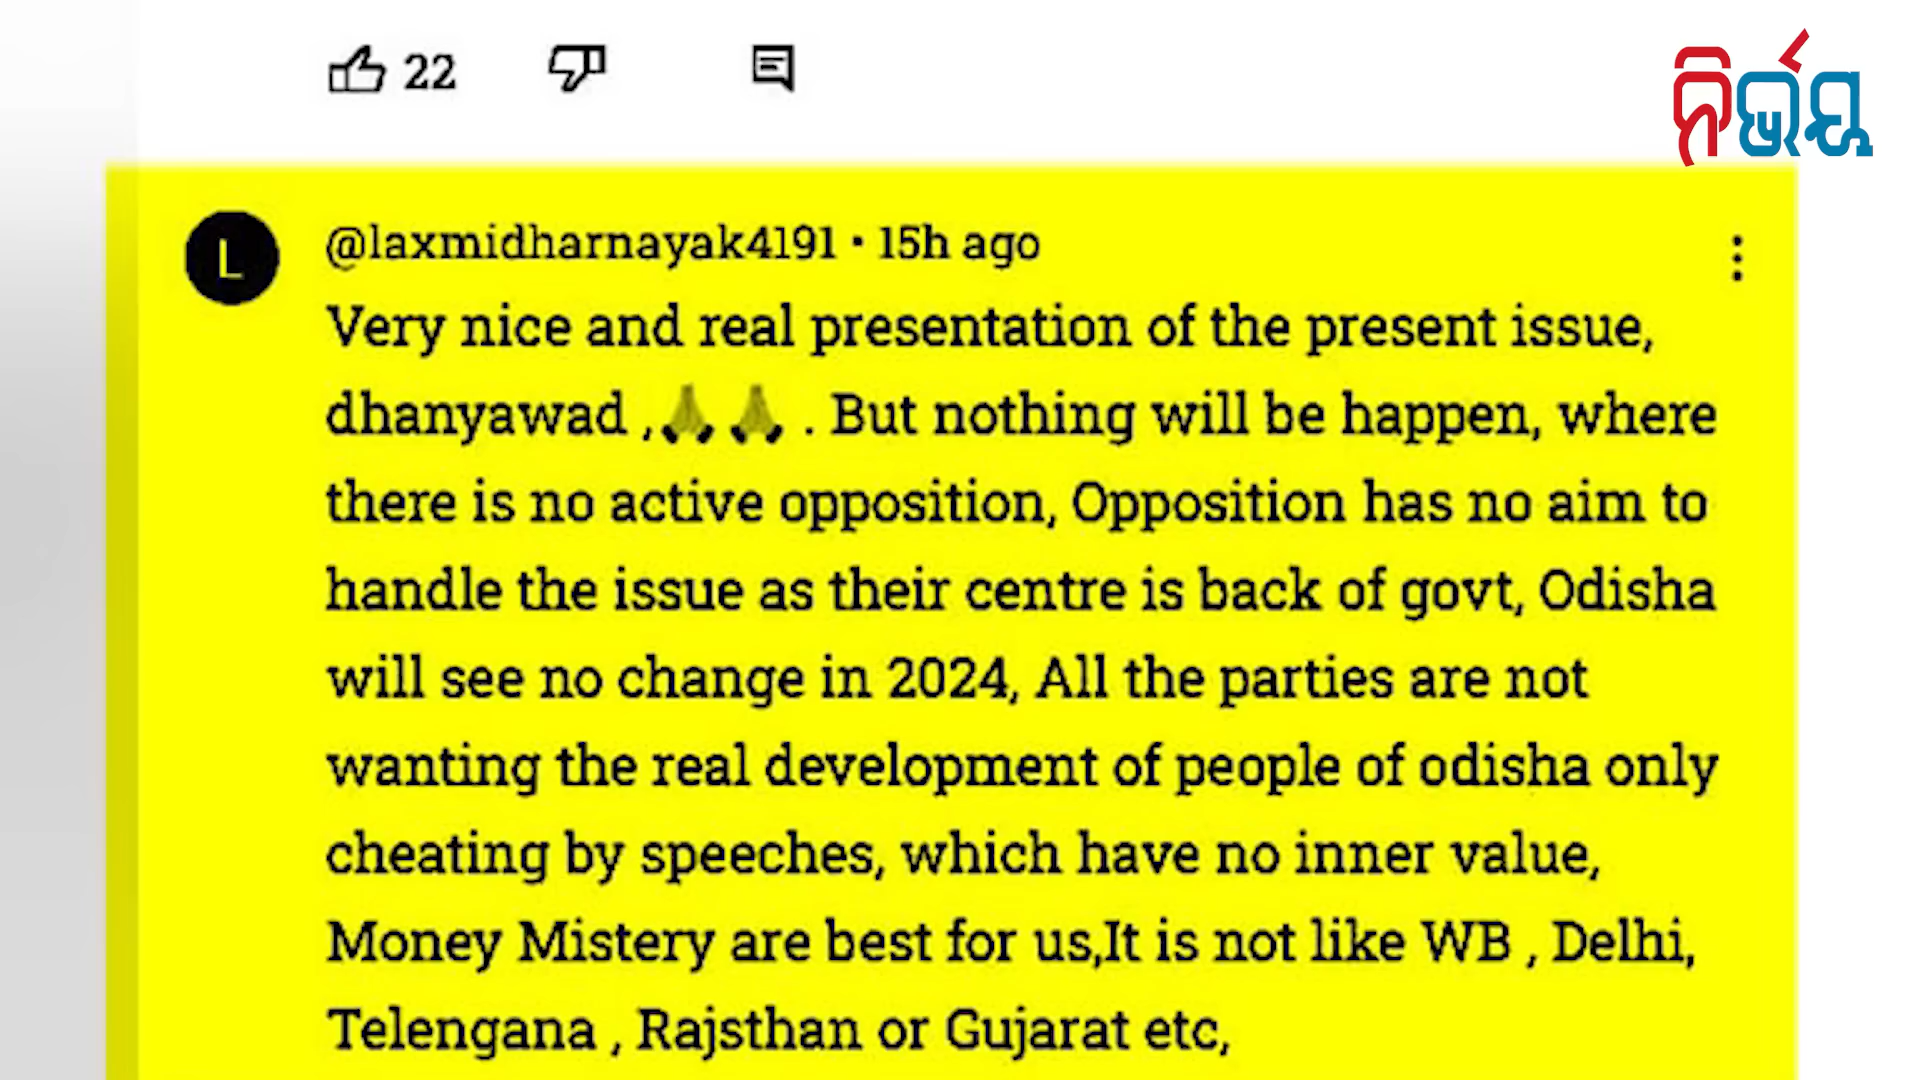 22
ନିର୍ଭୟ
L
@laxmidharnayak4191 • 15h ago
Very nice and real presentation of the present issue,
dhanyawad ,🙏🙏 . But nothing will be happen, where
there is no active opposition, Opposition has no aim to
handle the issue as their centre is back of govt, Odisha
will see no change in 2024, All the parties are not
wanting the real development of people of odisha only
cheating by speeches, which have no inner value,
Money Mistery are best for us,It is not like WB , Delhi,
Telengana , Rajsthan or Gujarat etc,